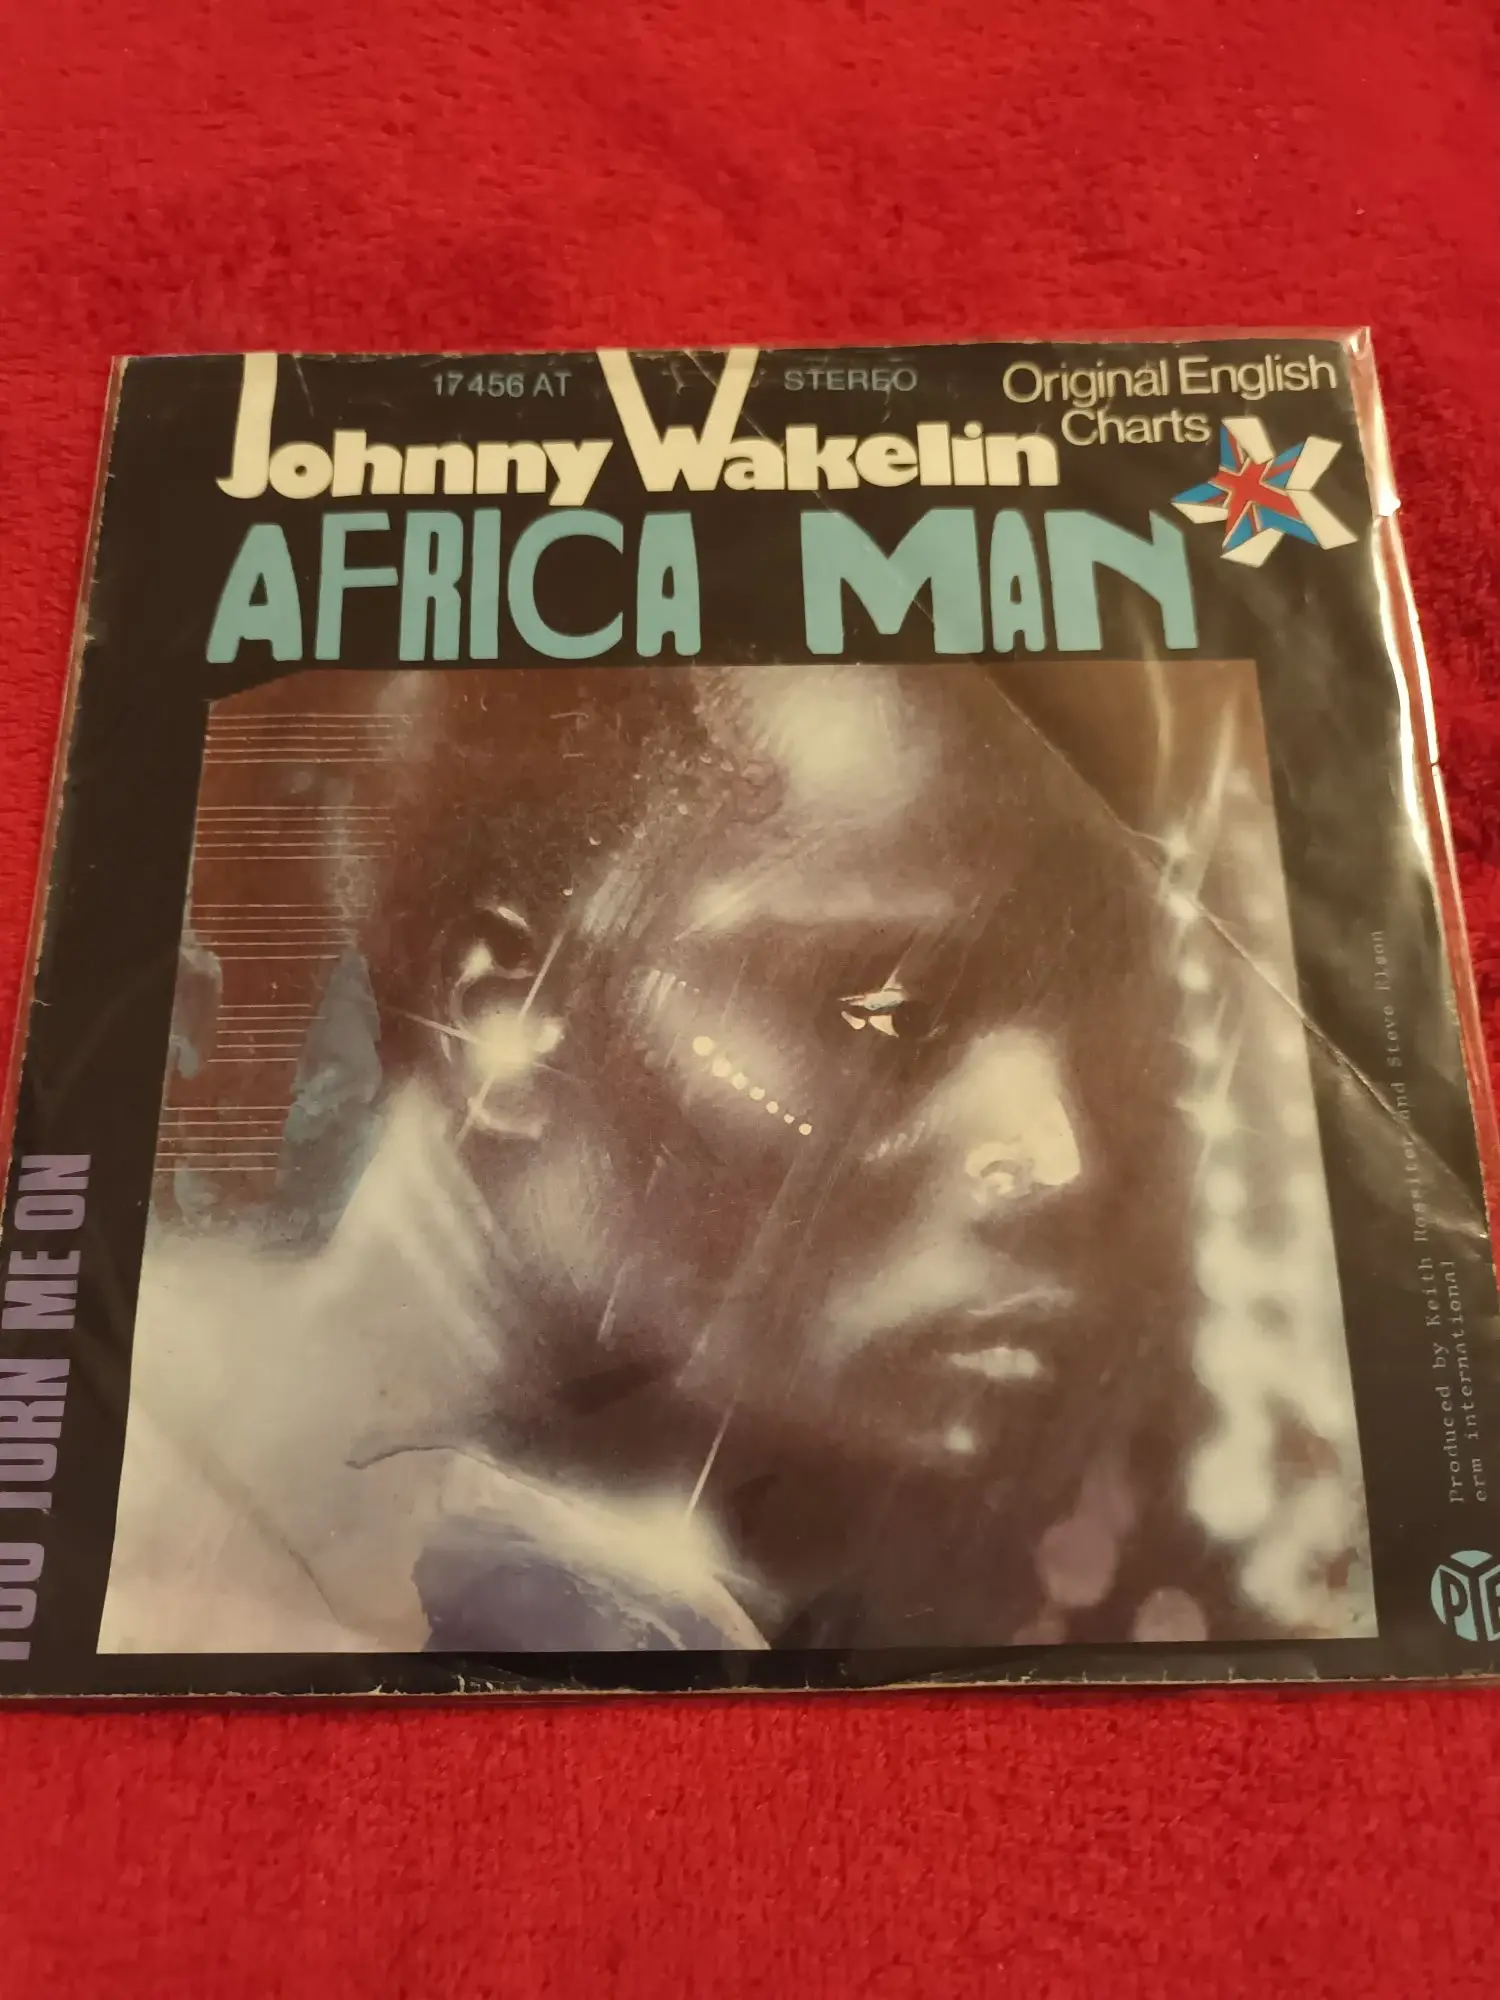 17456 AT
STEREO
Original English
Charts
Johnny Wakelin
AFRICA MAN
YOU TURN ME ON
Produced by Keith Rossiter and Steve Elson
erm international
PYE